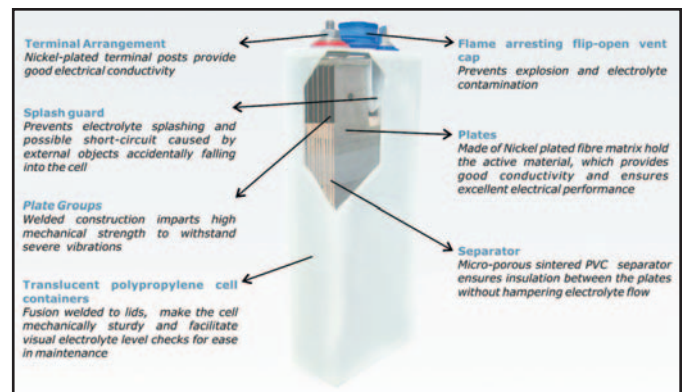 Terminal Arrangement
Nickel-plated terminal posts provide
good electrical conductivity
Splash guard
Prevents electrolyte splashing and
possible short-circuit caused by
external objects accidentally falling
into the cell
Plate Groups
Welded construction imparts high
mechanical strength to withstand
severe vibrations
Translucent polypropylene cell
containers
Fusion welded to lids, make the cell
mechanically sturdy and facilitate
visual electrolyte level checks for ease
in maintenance
Flame arresting flip-open vent
cap
Prevents explosion and electrolyte
contamination
Plates
Made of Nickel plated fibre matrix hold
the active material, which provides
good conductivity and ensures
excellent electrical performance
Separator
Micro-porous sintered PVC separator
ensures insulation between the plates
without hampering electrolyte flow